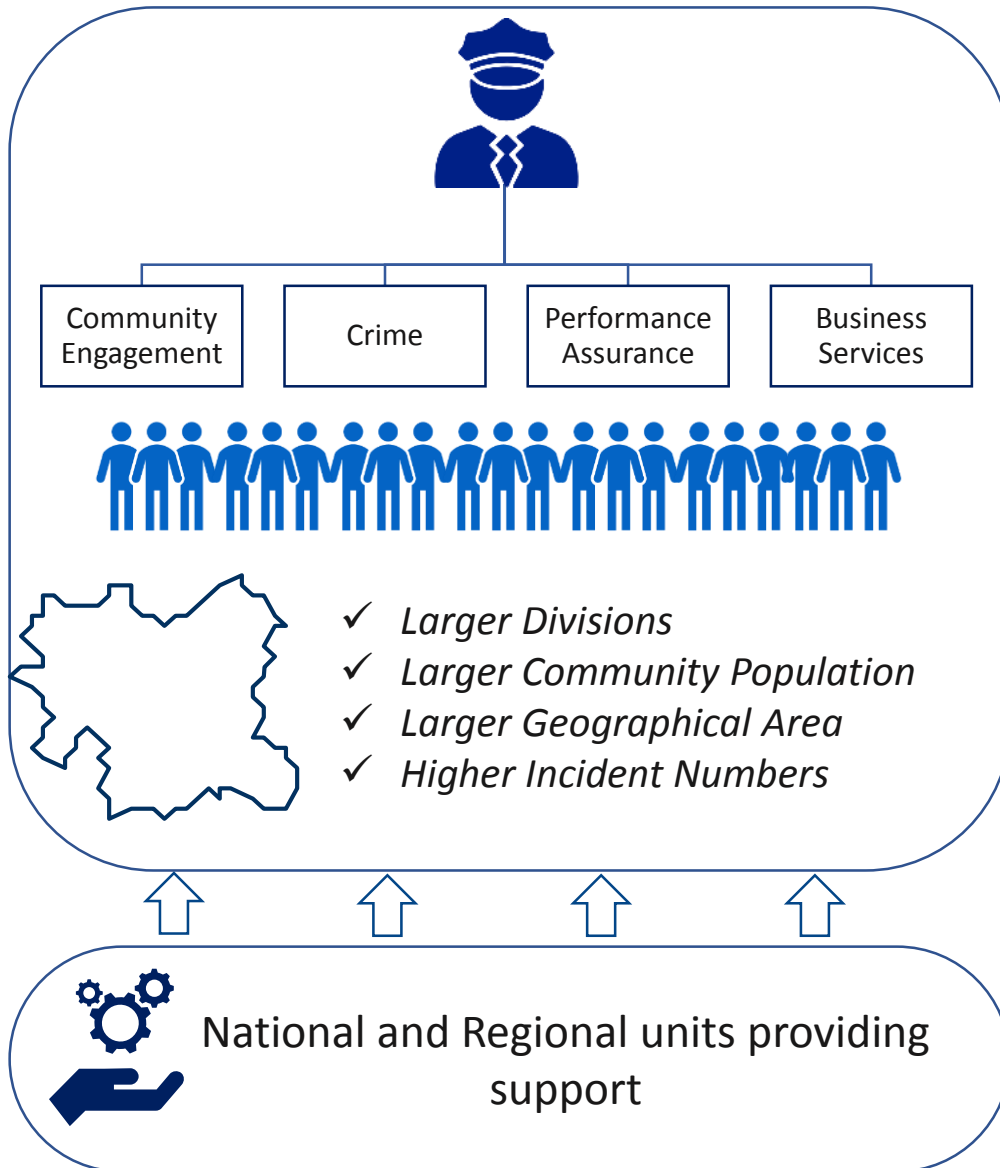 Community
Engagement
Crime
Performance
Assurance
Business
Services
✓ Larger Divisions
✓ Larger Community Population
✓ Larger Geographical Area
✓ Higher Incident Numbers
National and Regional units providing
support